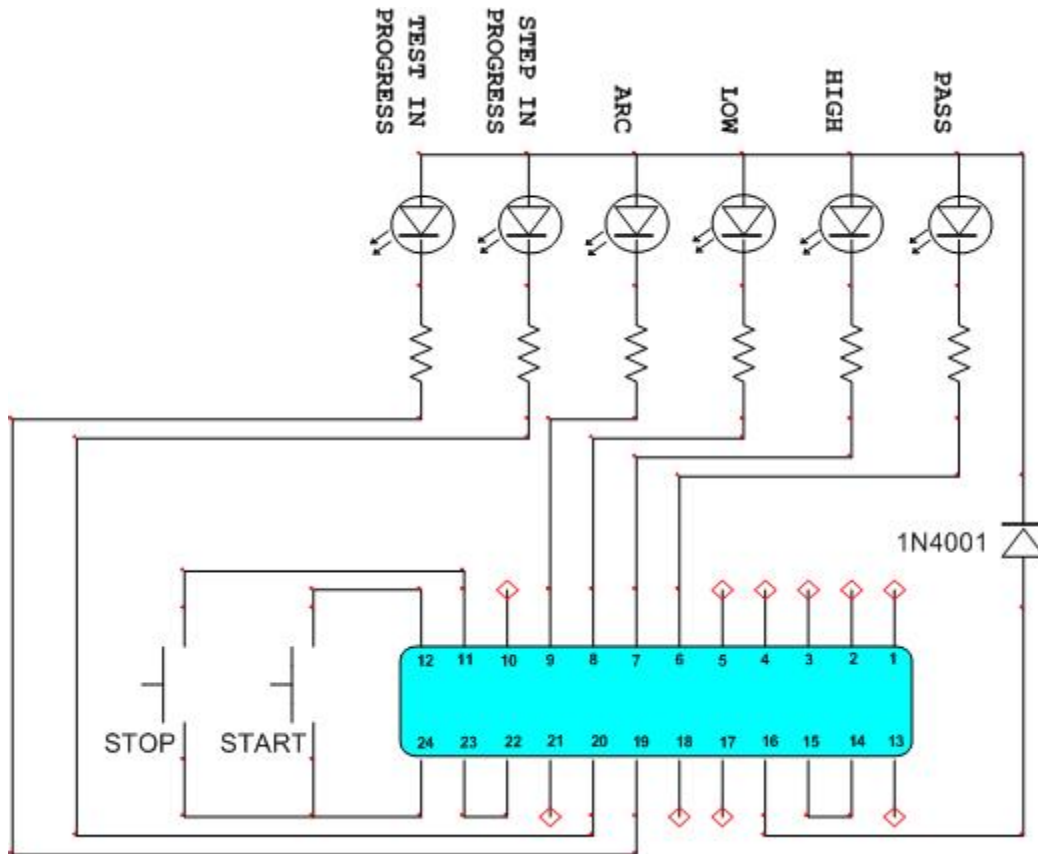 TEST IN
PROGRESS
STEP IN
PROGRESS
ARC
LOW
HIGH
PASS
1N4001
STOP
START
12 11 10 9 8 7 6 5 4 3 2 1
24 23 22 21 20 19 18 17 16 15 14 13